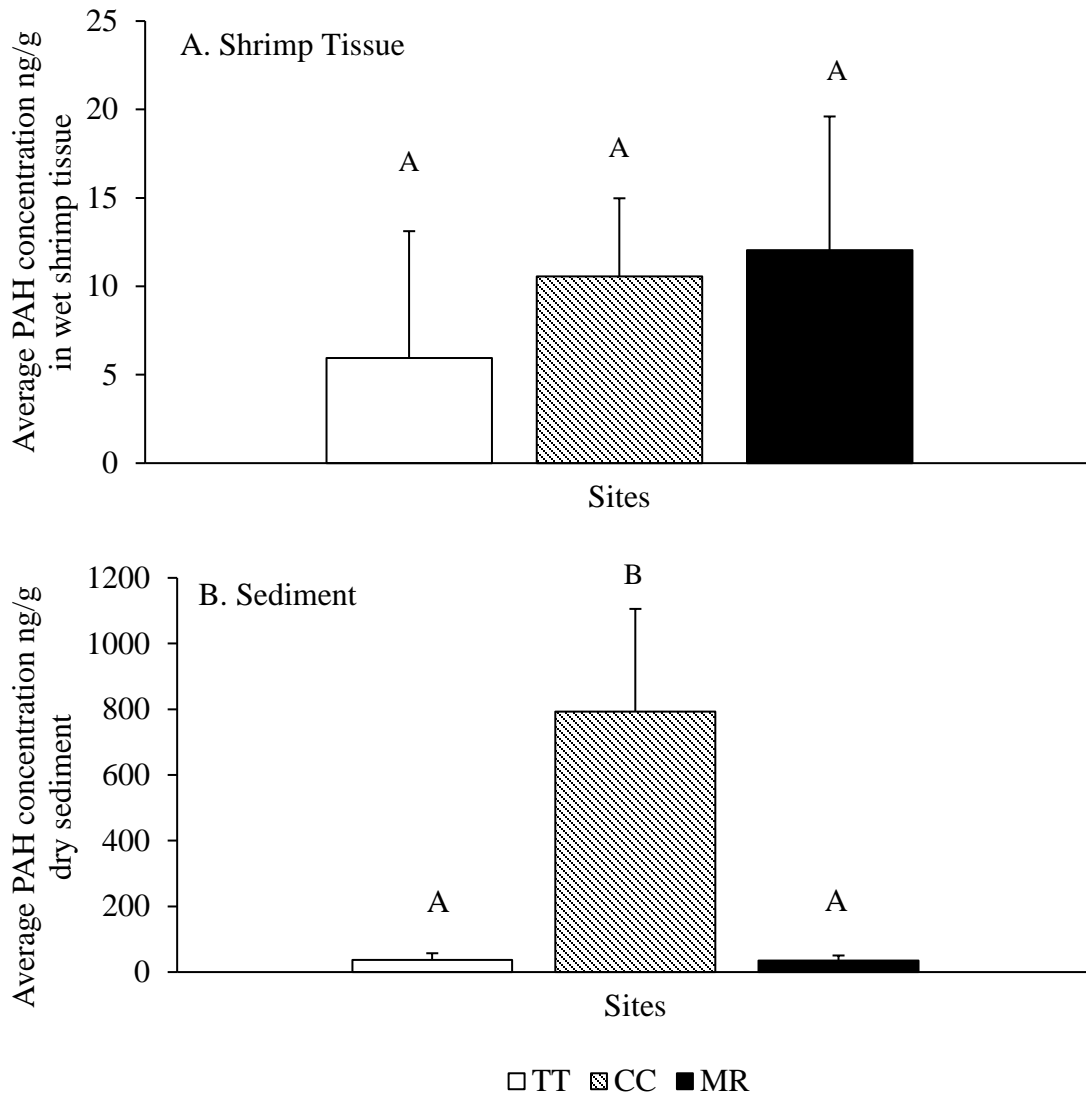 A. Shrimp Tissue
Average PAH concentration ng/g
in wet shrimp tissue
25
20
15
10
5
0
A
A
A
Sites
B. Sediment
Average PAH concentration ng/g
dry sediment
1200
1000
800
600
400
200
0
A
B
A
Sites
TT CC MR